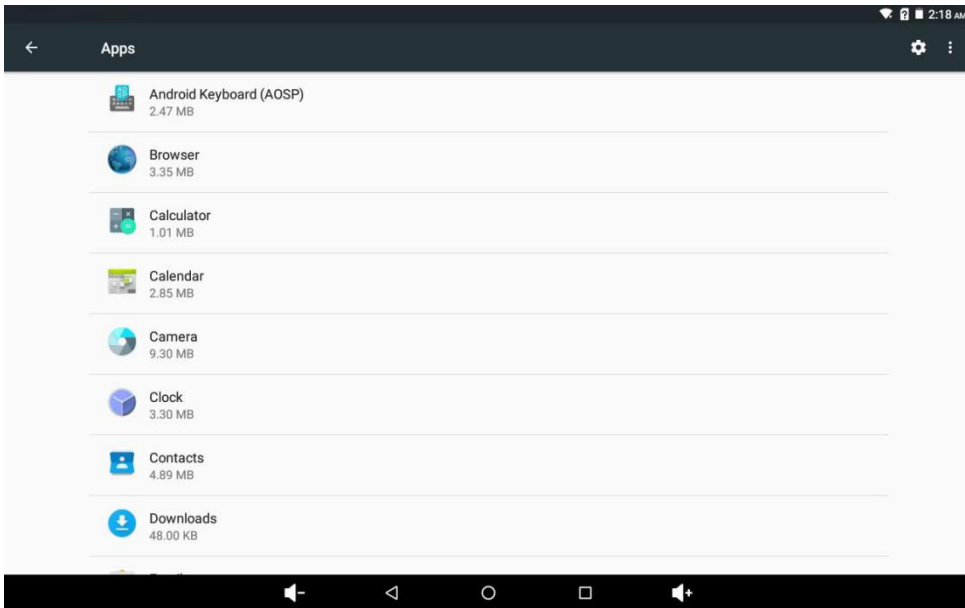 2:18 AM
Apps
Android Keyboard (AOSP)
2.47 MB
Browser
3.35 MB
Calculator
1.01 MB
Calendar
2.85 MB
Camera
9.30 MB
Clock
3.30 MB
Contacts
4.89 MB
Downloads
48.00 KB